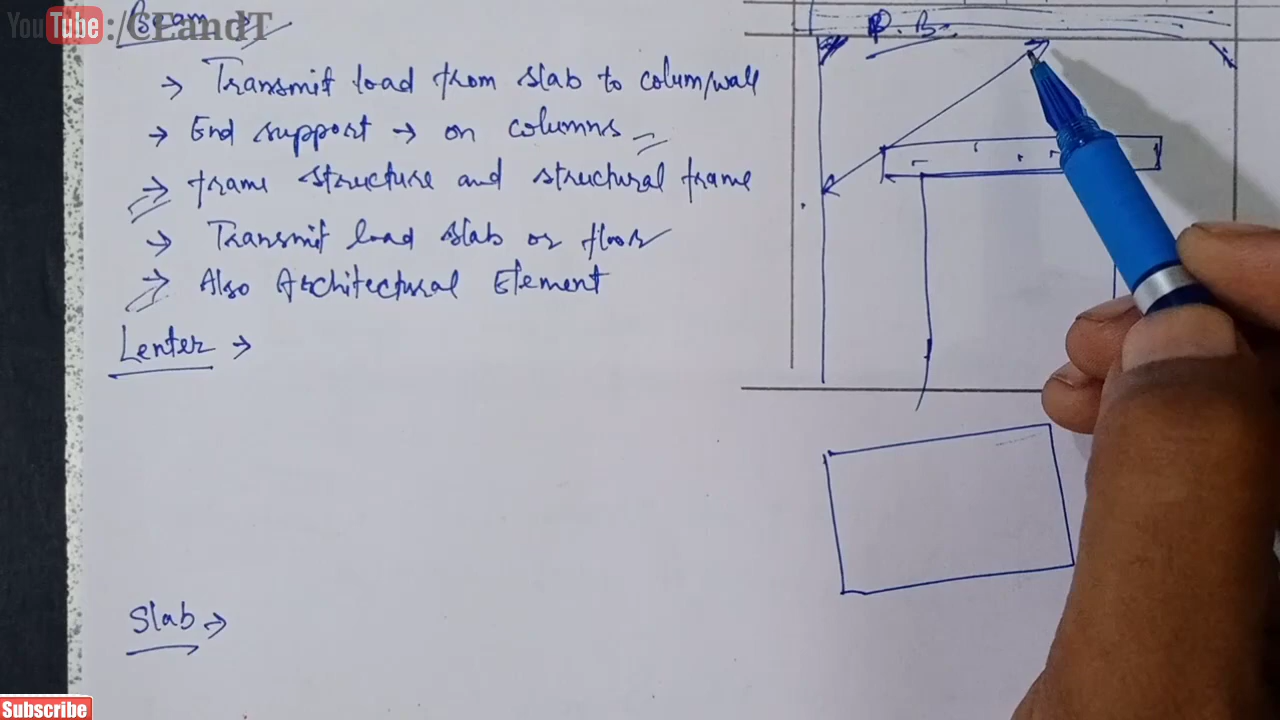 YouTube:/CEandT
Beam →
→ Transmit load from slab to colum/wall
→ End support → on columns
→ frame structure and structural frame
→ Transmit load slab or floor
→ Also Architectural Element
Lenter →
Slab →
P. B.
Subscribe